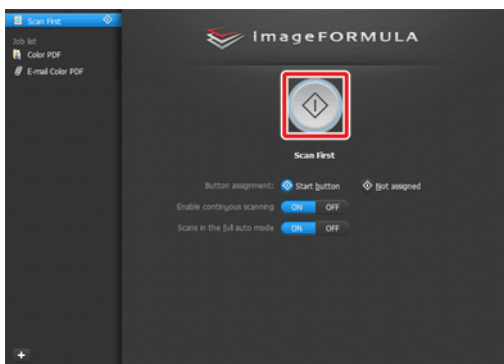 Scan First
Job list
Color PDF
E-mail Color PDF
imageFORMULA
Scan First
Button assignment: Start button Not assigned
Enable continuous scanning ON OFF
Scans in the full auto mode ON OFF